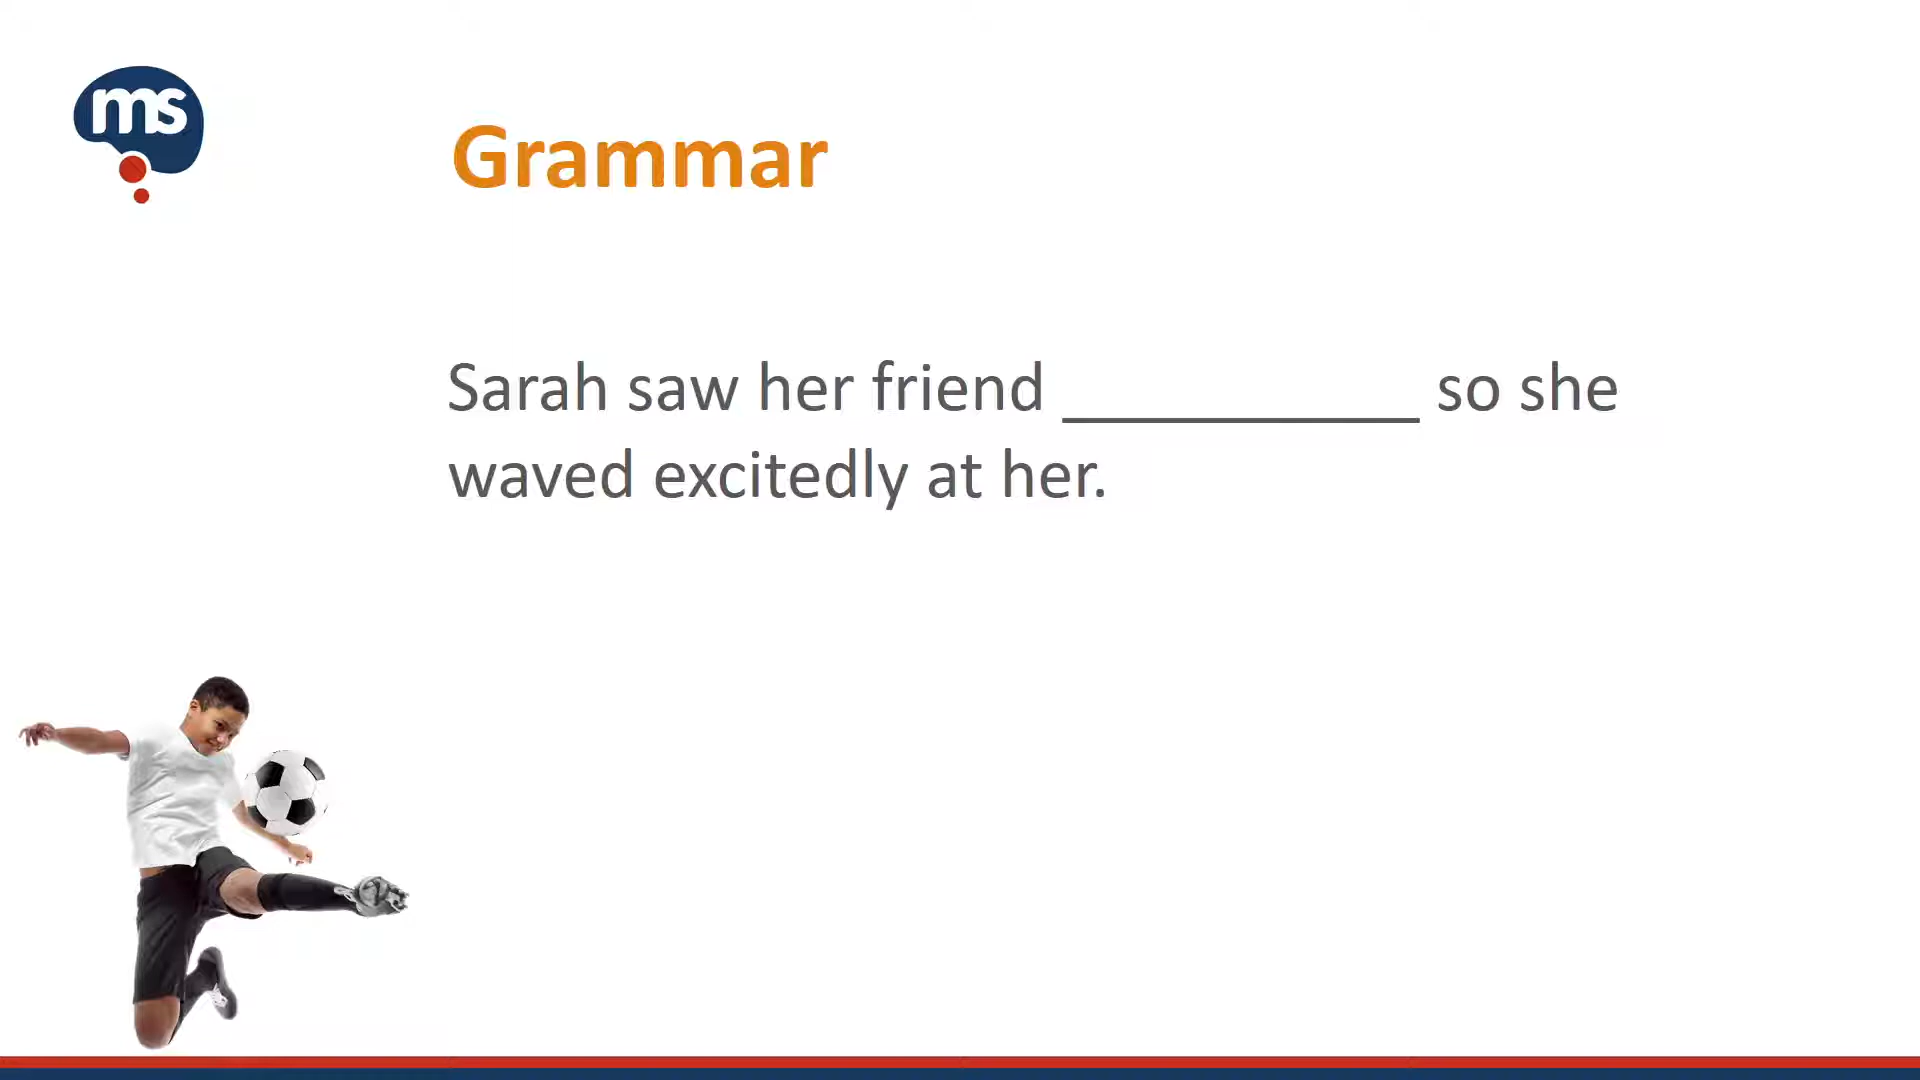 ms
Grammar
Sarah saw her friend ___________ so she
waved excitedly at her.